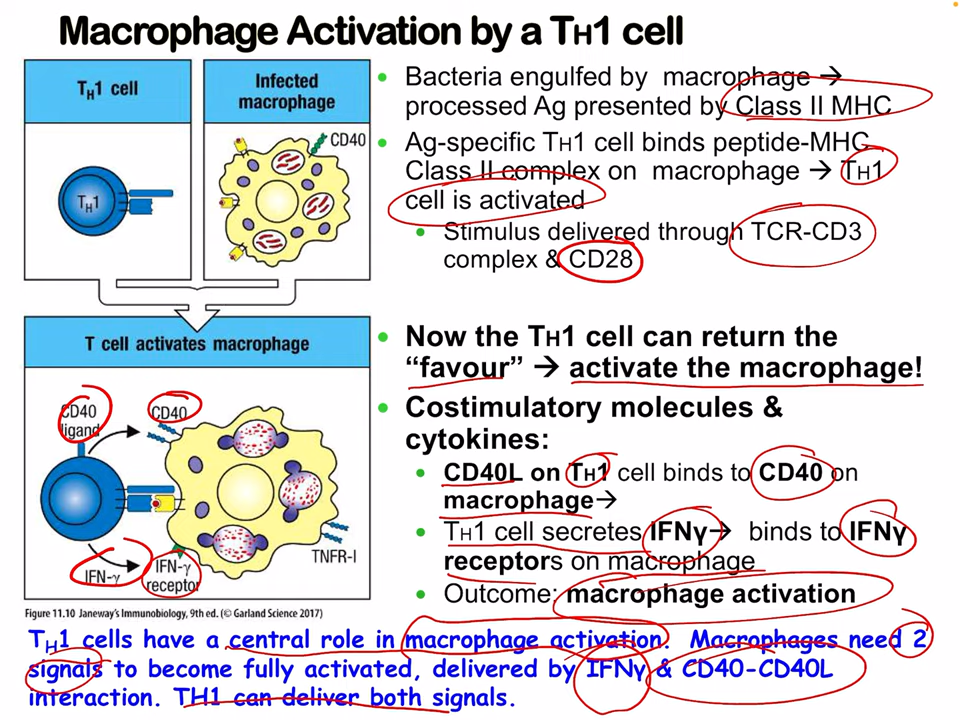 Macrophage Activation by a TH1 cell
TH1 cell
Infected
macrophage
CD40
TH1
T cell activates macrophage
CD40
ligand
CD40
IFN-γ
IFN-γ
receptor
TNFR-I
Figure 11.10 Janeway's Immunobiology, 9th ed. (© Garland Science 2017)
• Bacteria engulfed by macrophage →
processed Ag presented by Class II MHC
• Ag-specific TH1 cell binds peptide-MHC
Class II complex on macrophage → TH1
cell is activated
• Stimulus delivered through TCR-CD3
complex & CD28
• Now the TH1 cell can return the
“favour” → activate the macrophage!
• Costimulatory molecules &
cytokines:
• CD40L on TH1 cell binds to CD40 on
macrophage→
• TH1 cell secretes IFNγ→ binds to IFNγ
receptors on macrophage
• Outcome: macrophage activation
TH1 cells have a central role in macrophage activation. Macrophages need 2
signals to become fully activated, delivered by IFNγ & CD40-CD40L
interaction. TH1 can deliver both signals.